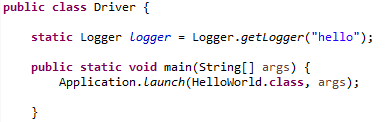 public class Driver {
static Logger logger = Logger.getLogger("hello");
public static void main(String[] args) {
Application.launch(HelloWorld.class, args);
}